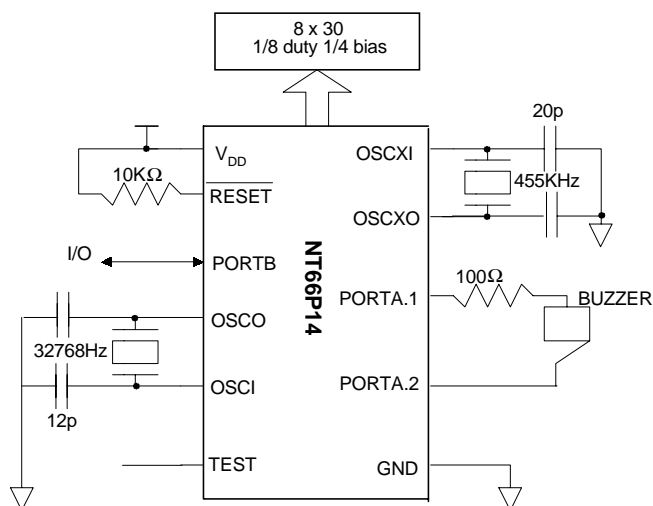 8 x 30
1/8 duty 1/4 bias
20p
VDD
OSCXI
10KΩ
RESET
455KHz
OSCXO
I/O
PORTB
NT66P14
100Ω
PORTA.1
BUZZER
OSCO
32768Hz
OSCI
PORTA.2
12p
TEST
GND